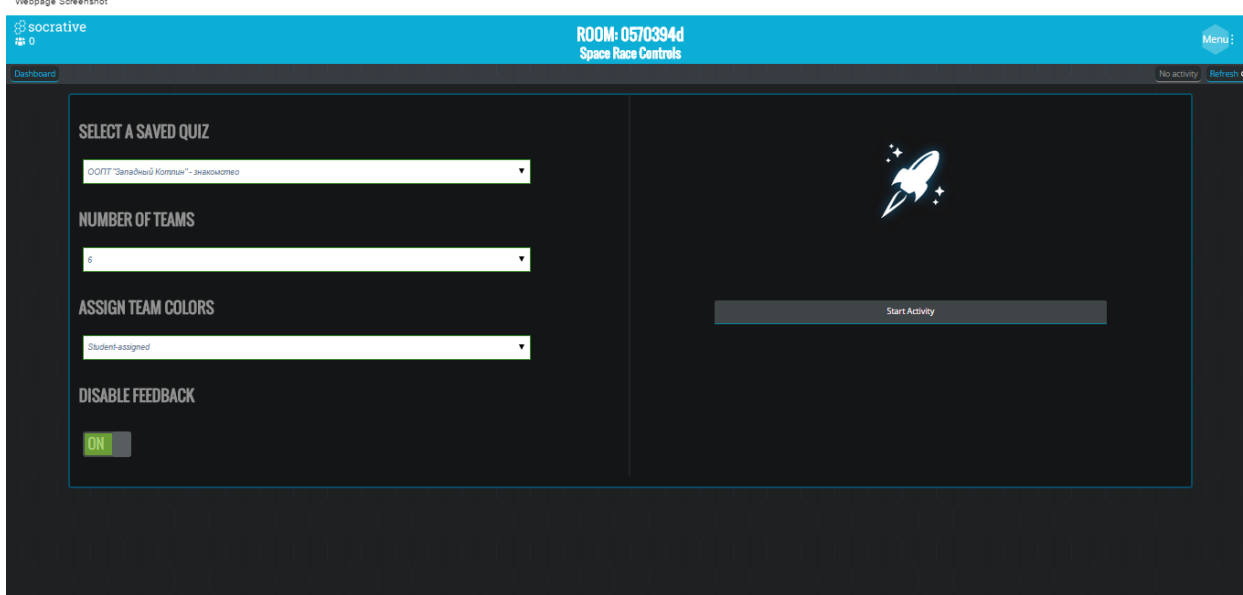 Webpage Screenshot
socrative
0
ROOM: 0570394d
Space Race Controls
Menu
Dashboard
No activity
Refresh
SELECT A SAVED QUIZ
ООПТ "Западный Котлин" - знакомство
NUMBER OF TEAMS
6
ASSIGN TEAM COLORS
Student-assigned
DISABLE FEEDBACK
ON
Start Activity